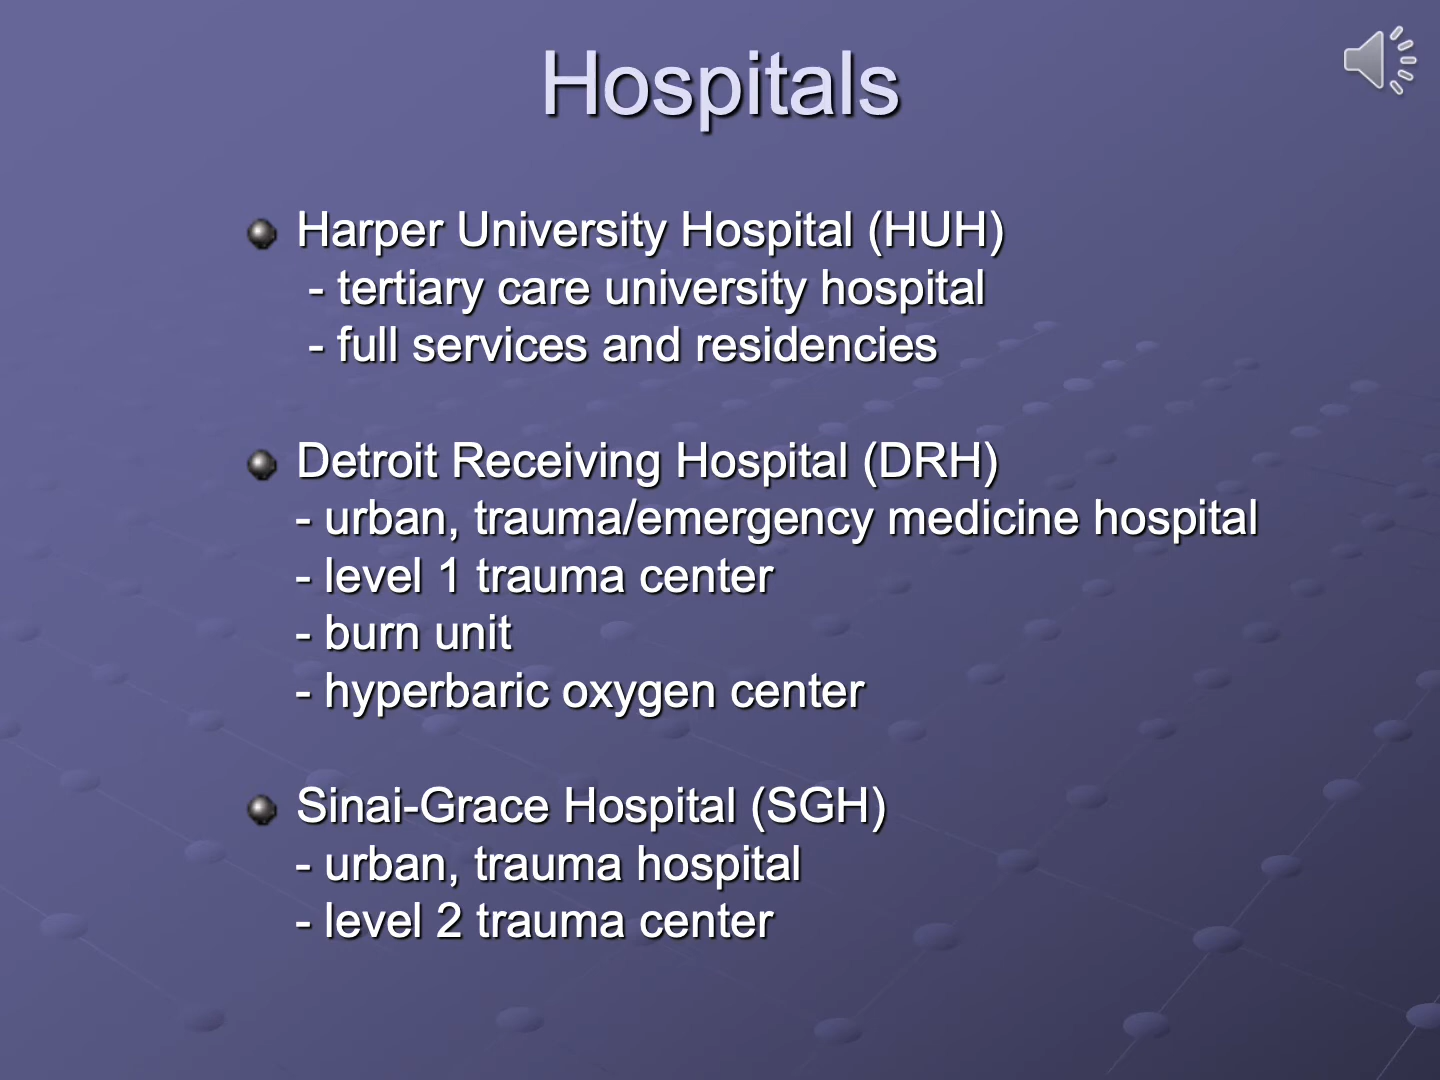 Hospitals
Harper University Hospital (HUH)
- tertiary care university hospital
- full services and residencies
Detroit Receiving Hospital (DRH)
- urban, trauma/emergency medicine hospital
- level 1 trauma center
- burn unit
- hyperbaric oxygen center
Sinai-Grace Hospital (SGH)
- urban, trauma hospital
- level 2 trauma center